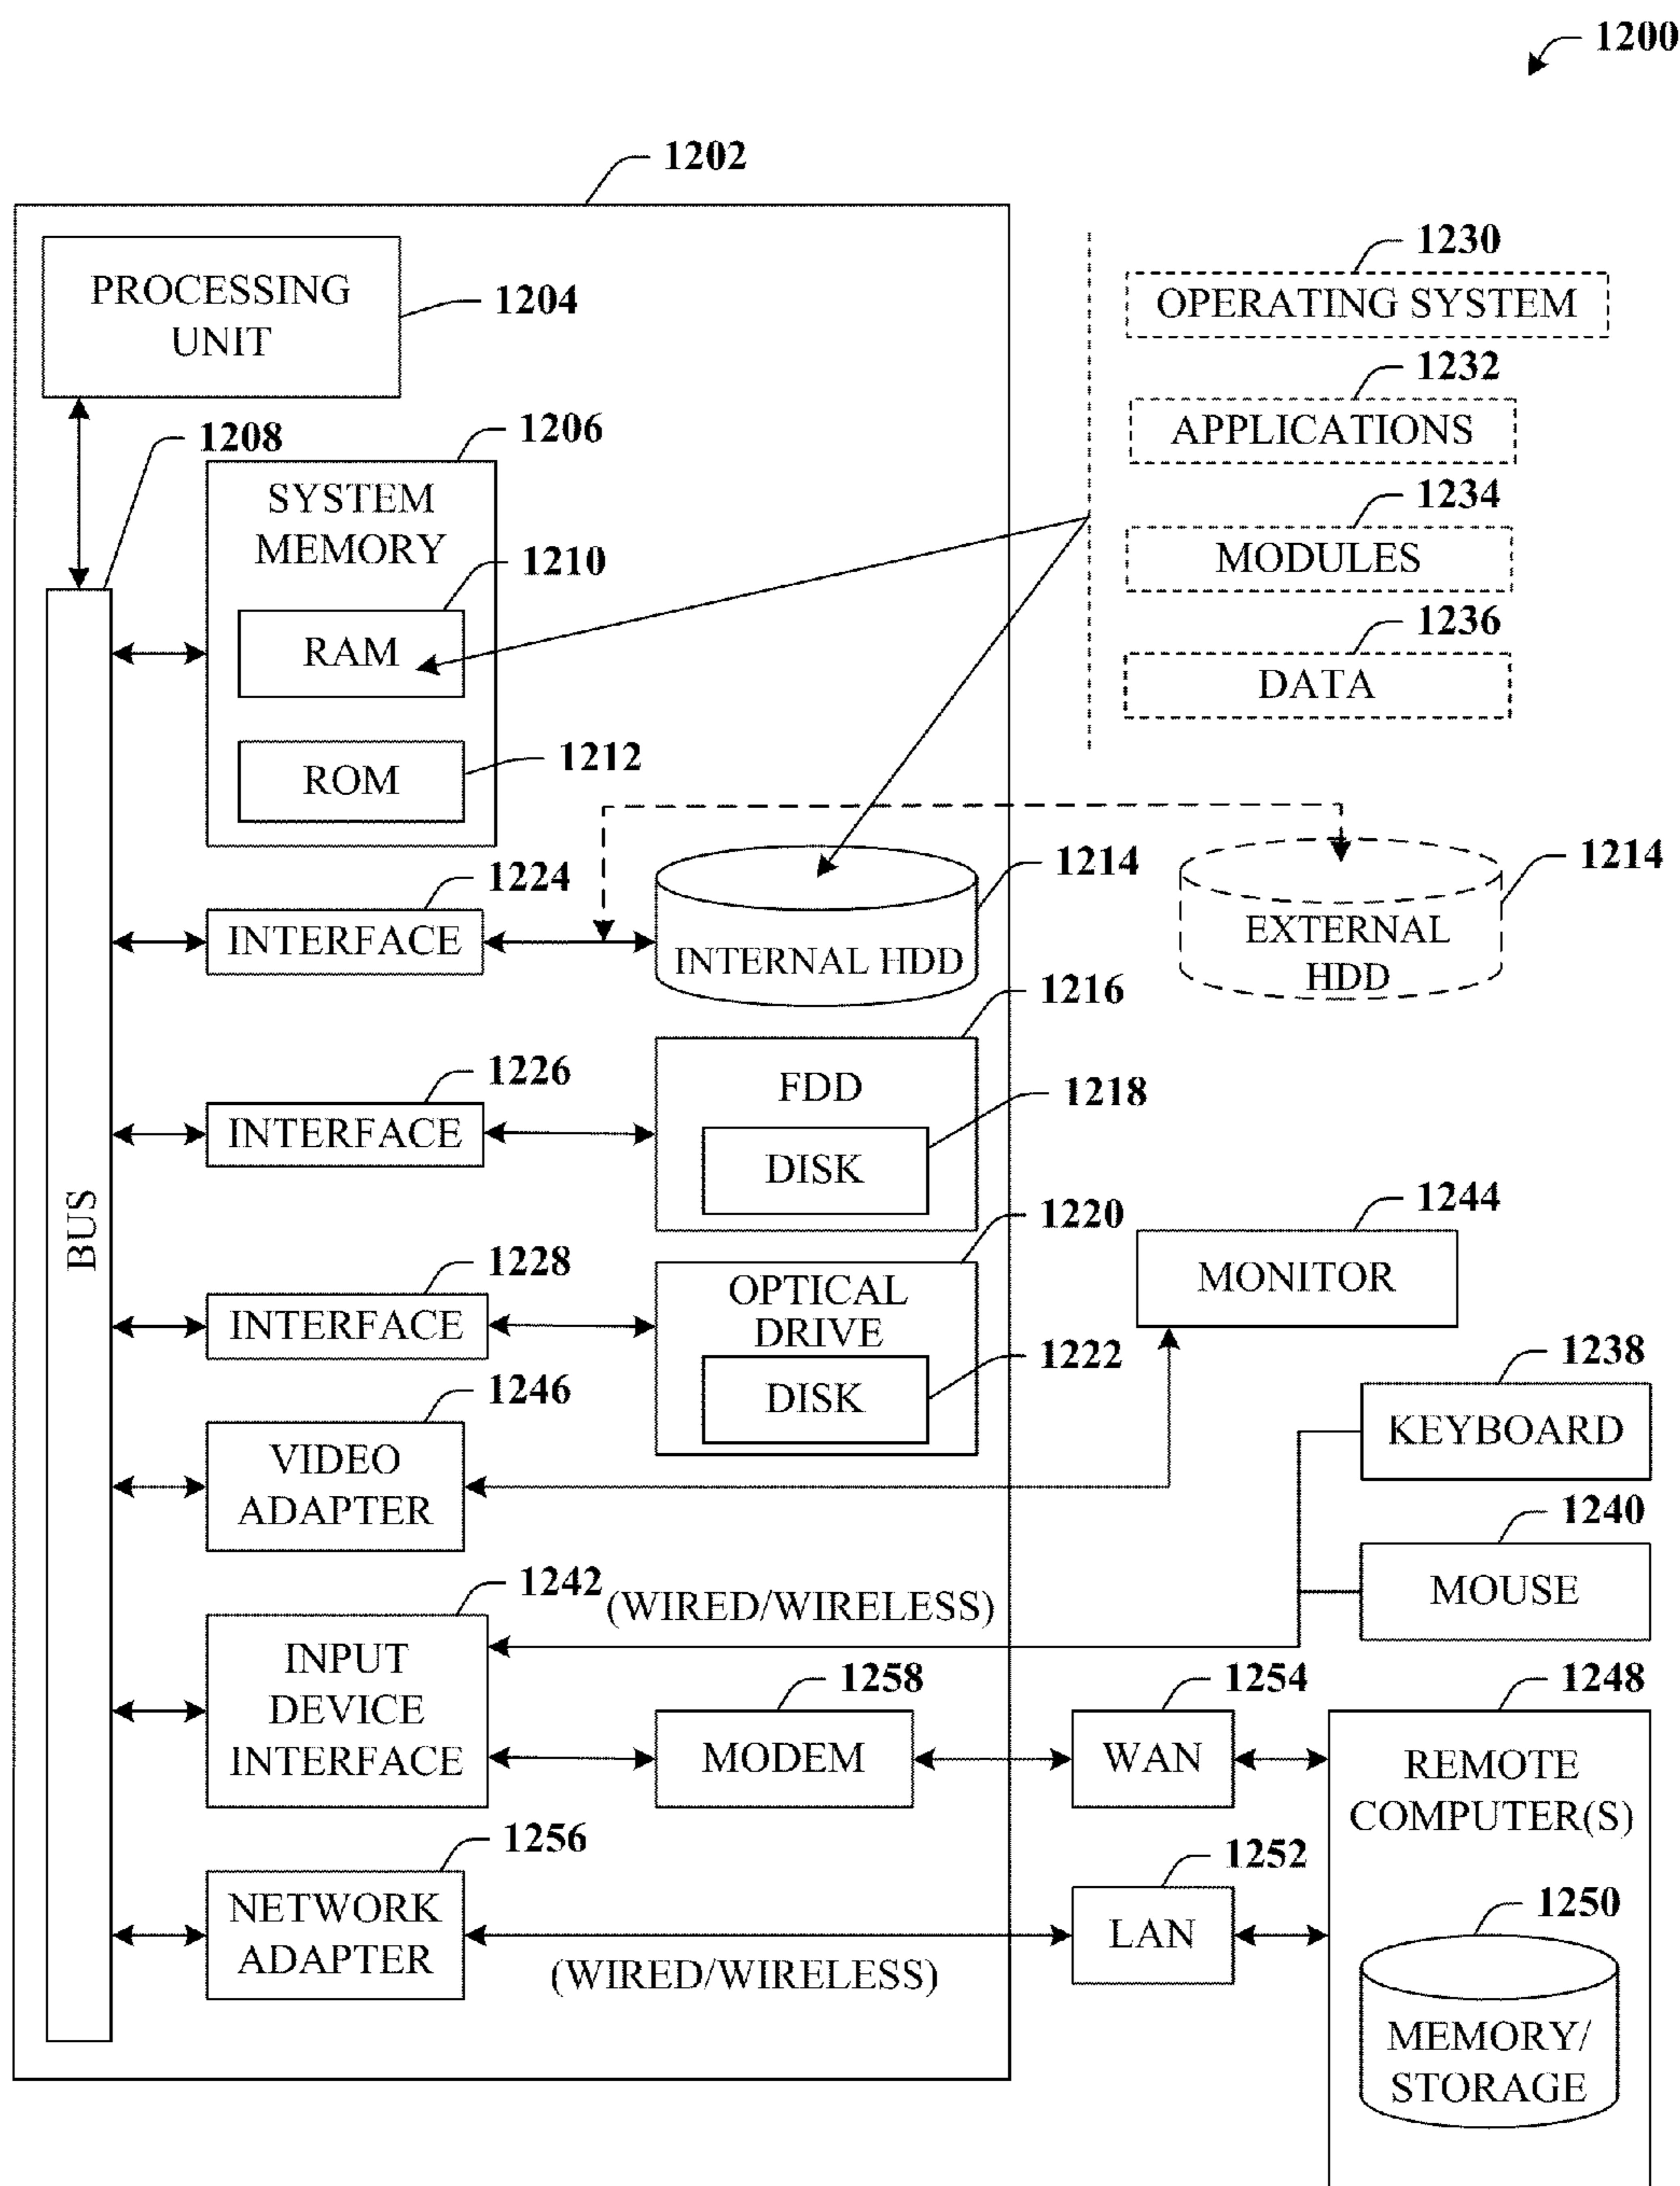 1200
1202
PROCESSING
UNIT
1204
1230
OPERATING SYSTEM
1232
APPLICATIONS
1234
MODULES
1236
DATA
1208
1206
SYSTEM
MEMORY
1210
RAM
1212
ROM
1224
INTERFACE
1214
INTERNAL HDD
1214
EXTERNAL
HDD
1216
FDD
1226
INTERFACE
1218
DISK
BUS
1220
OPTICAL
DRIVE
1228
INTERFACE
1222
DISK
1244
MONITOR
1246
VIDEO
ADAPTER
1238
KEYBOARD
1240
MOUSE
1242
(WIRED/WIRELESS)
INPUT
DEVICE
INTERFACE
1258
MODEM
1254
WAN
1248
REMOTE
COMPUTER(S)
1256
NETWORK
ADAPTER
(WIRED/WIRELESS)
1252
LAN
1250
MEMORY/
STORAGE